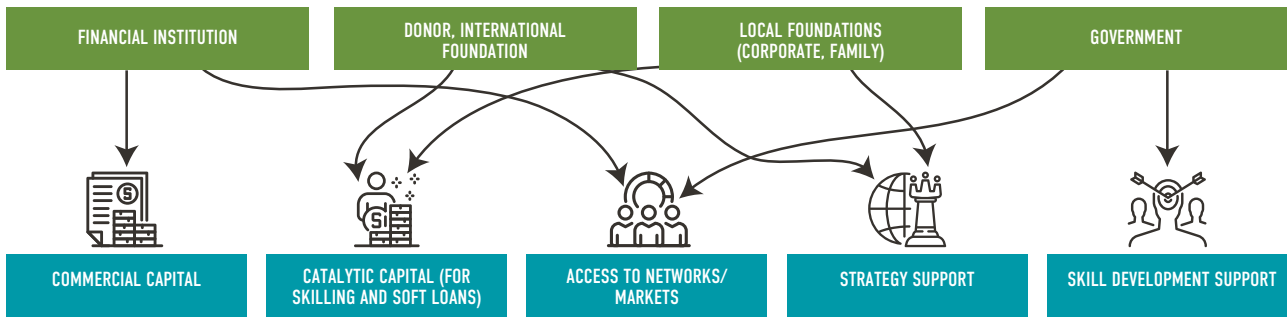 FINANCIAL INSTITUTION
DONOR, INTERNATIONAL
FOUNDATION
LOCAL FOUNDATIONS
(CORPORATE, FAMILY)
GOVERNMENT
COMMERCIAL CAPITAL
CATALYTIC CAPITAL (FOR
SKILLING AND SOFT LOANS)
ACCESS TO NETWORKS/
MARKETS
STRATEGY SUPPORT
SKILL DEVELOPMENT SUPPORT